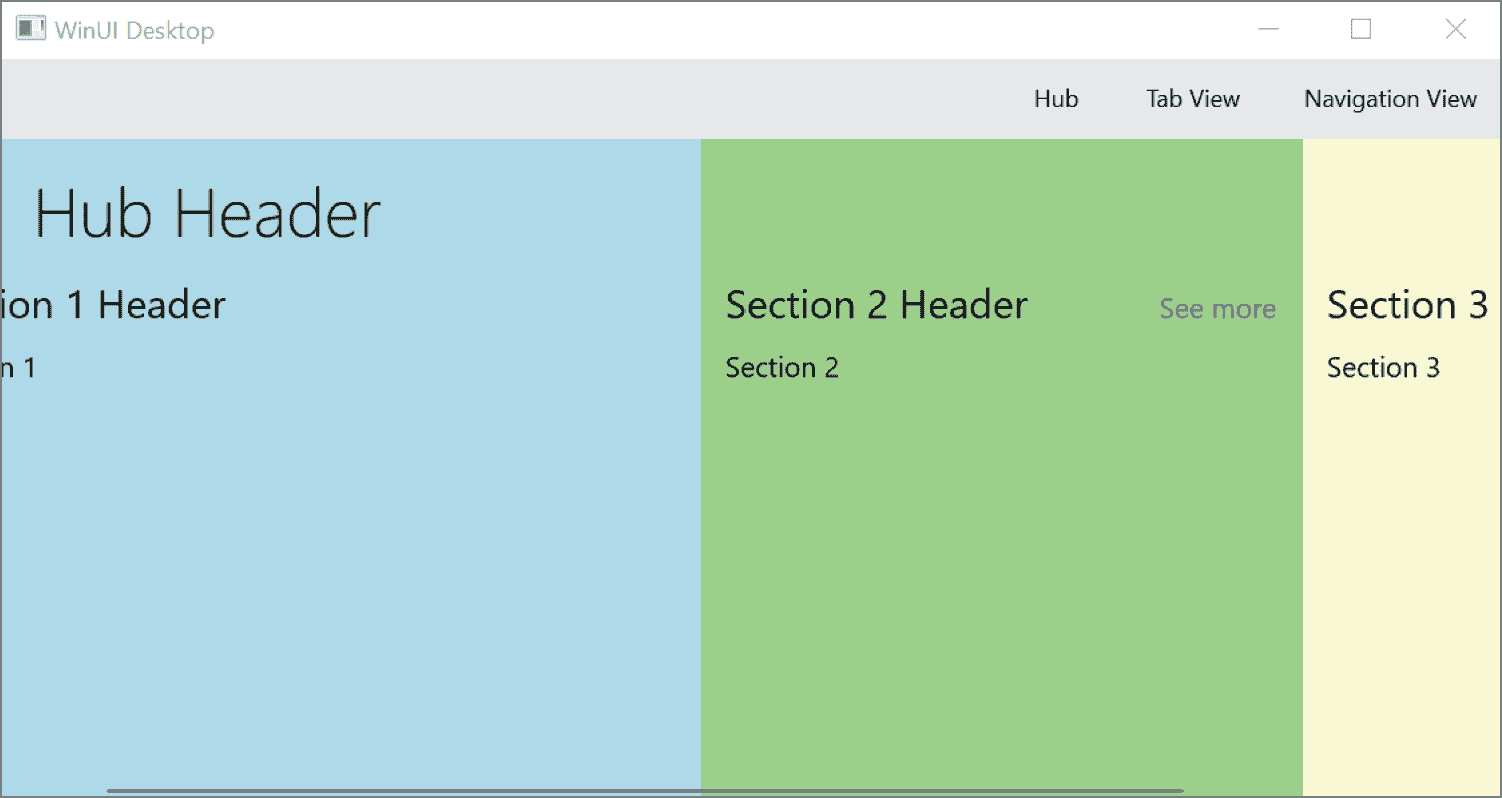 WinUI Desktop
Hub Tab View Navigation View
Hub Header
ion 1 Header
Section 2 Header See more
Section 3
n 1
Section 2
Section 3